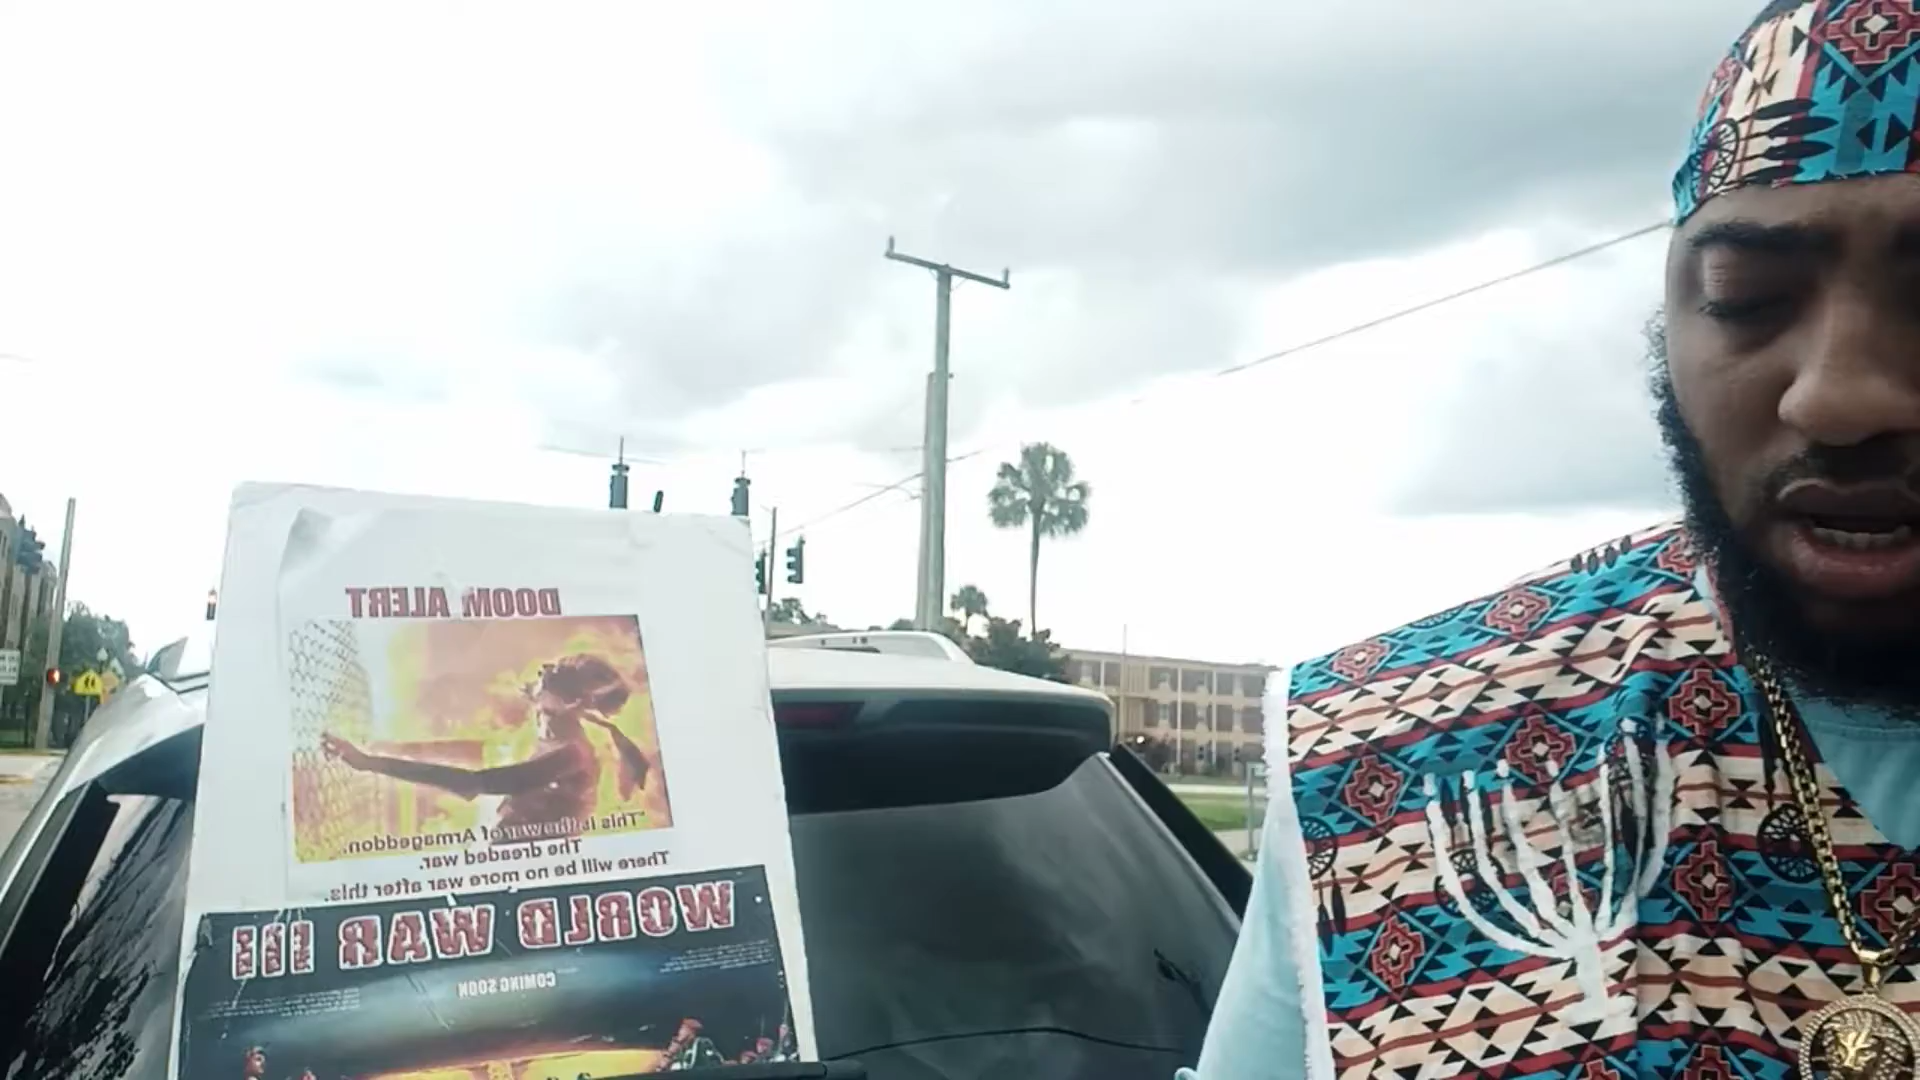 DOOM ALERT
"This is the war of Armageddon.
The dreaded war.
There will be no more war after this.
WORLD WAR III
COMING SOON